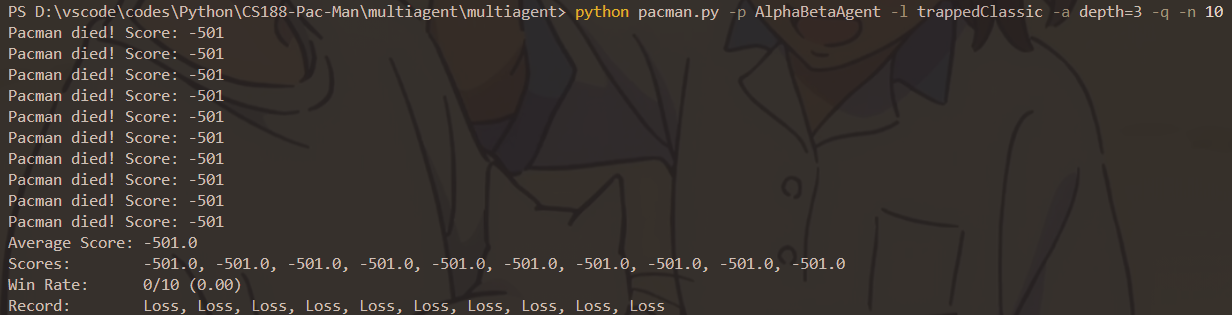 PS D:\vscode\codes\Python\CS188-Pac-Man\multiagent\multiagent> python pacman.py -p AlphaBetaAgent -l trappedClassic -a depth=3 -q -n 10
Pacman died! Score: -501
Pacman died! Score: -501
Pacman died! Score: -501
Pacman died! Score: -501
Pacman died! Score: -501
Pacman died! Score: -501
Pacman died! Score: -501
Pacman died! Score: -501
Pacman died! Score: -501
Pacman died! Score: -501
Average Score: -501.0
Scores:        -501.0, -501.0, -501.0, -501.0, -501.0, -501.0, -501.0, -501.0, -501.0, -501.0
Win Rate:      0/10 (0.00)
Record:        Loss, Loss, Loss, Loss, Loss, Loss, Loss, Loss, Loss, Loss